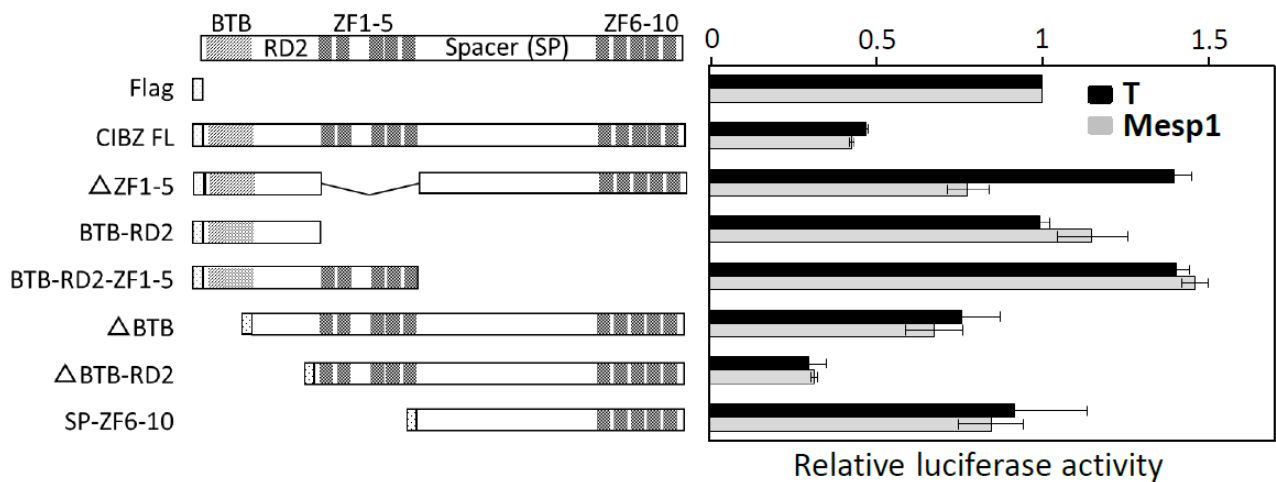 BTB ZF1-5 ZF6-10
RD2 Spacer (SP)
0 0.5 1 1.5
Flag
CIBZ FL
△ZF1-5
BTB-RD2
BTB-RD2-ZF1-5
△BTB
△BTB-RD2
SP-ZF6-10
T
Mesp1
Relative luciferase activity